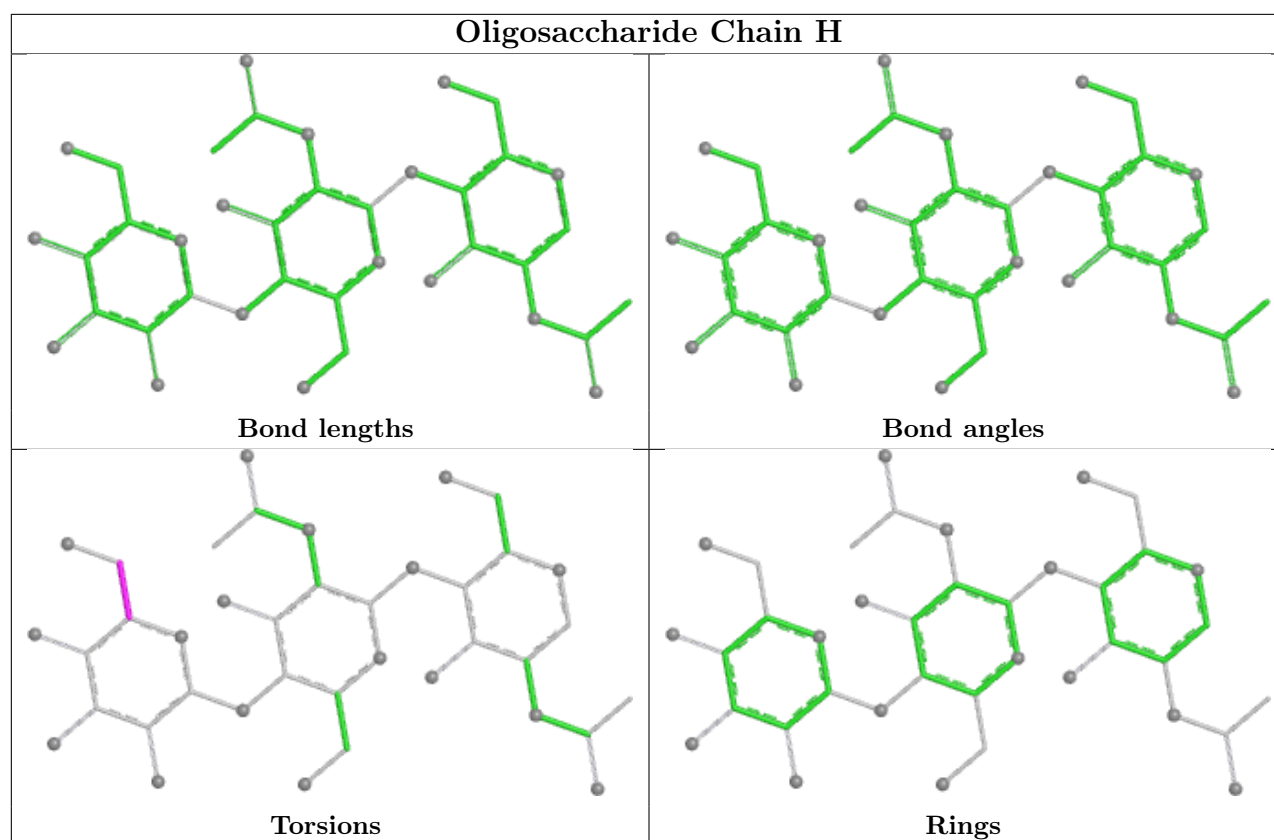 Oligosaccharide Chain H
Bond lengths
Bond angles
Torsions
Rings